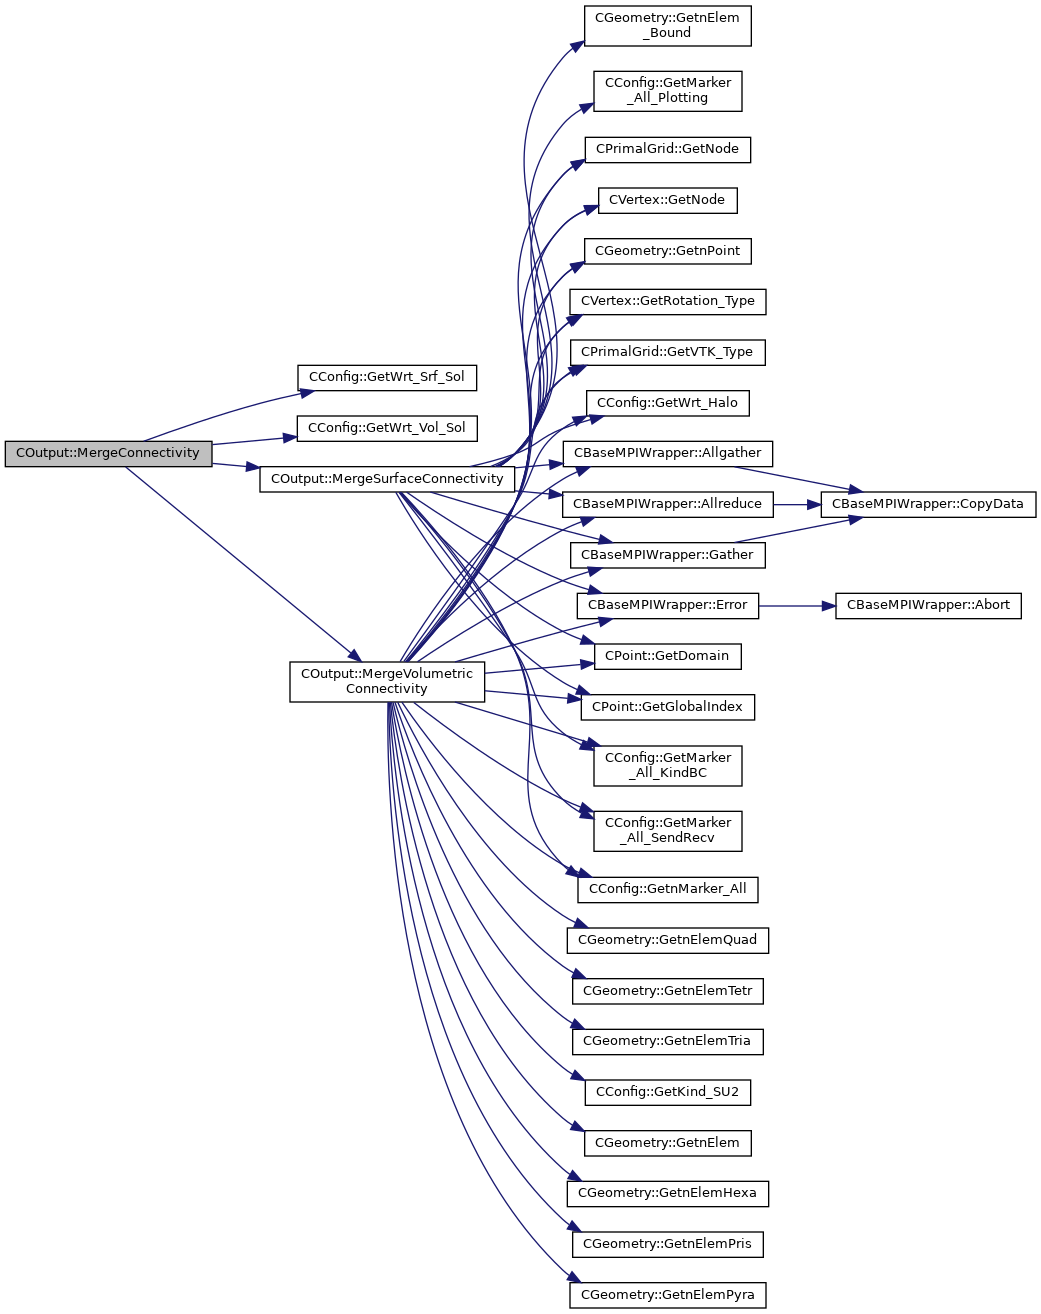 COutput::MergeConnectivity
CConfig::GetWrt_Srf_Sol
CConfig::GetWrt_Vol_Sol
COutput::MergeSurfaceConnectivity
COutput::MergeVolumetric
Connectivity
CGeometry::GetnElem
_Bound
CConfig::GetMarker
_All_Plotting
CPrimalGrid::GetNode
CVertex::GetNode
CGeometry::GetnPoint
CVertex::GetRotation_Type
CPrimalGrid::GetVTK_Type
CConfig::GetWrt_Halo
CBaseMPIWrapper::Allgather
CBaseMPIWrapper::Allreduce
CBaseMPIWrapper::CopyData
CBaseMPIWrapper::Gather
CBaseMPIWrapper::Error
CBaseMPIWrapper::Abort
CPoint::GetDomain
CPoint::GetGlobalIndex
CConfig::GetMarker
_All_KindBC
CConfig::GetMarker
_All_SendRecv
CConfig::GetnMarker_All
CGeometry::GetnElemQuad
CGeometry::GetnElemTetr
CGeometry::GetnElemTria
CConfig::GetKind_SU2
CGeometry::GetnElem
CGeometry::GetnElemHexa
CGeometry::GetnElemPris
CGeometry::GetnElemPyra